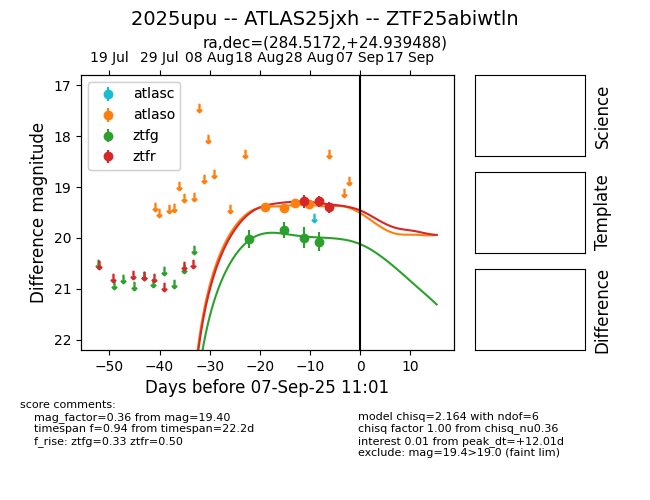 2025upu -- ATLAS25jxh -- ZTF25abiwtln
ra,dec=(284.5172,+24.939488)
19 Jul 29 Jul 08 Aug 18 Aug 28 Aug 07 Sep 17 Sep
17
18
19
20
21
22
Difference magnitude
atlasc
atlaso
ztfg
ztfr
−50 −40 −30 −20 −10 0 10
Days before 07-Sep-25 11:01
Science
Template
Difference
score comments:
mag_factor=0.36 from mag=19.40
timespan f=0.94 from timespan=22.2d
f_rise: ztfg=0.33 ztfr=0.50
model chisq=2.164 with ndof=6
chisq factor 1.00 from chisq_nu0.36
interest 0.01 from peak_dt=+12.01d
exclude: mag=19.4>19.0 (faint lim)